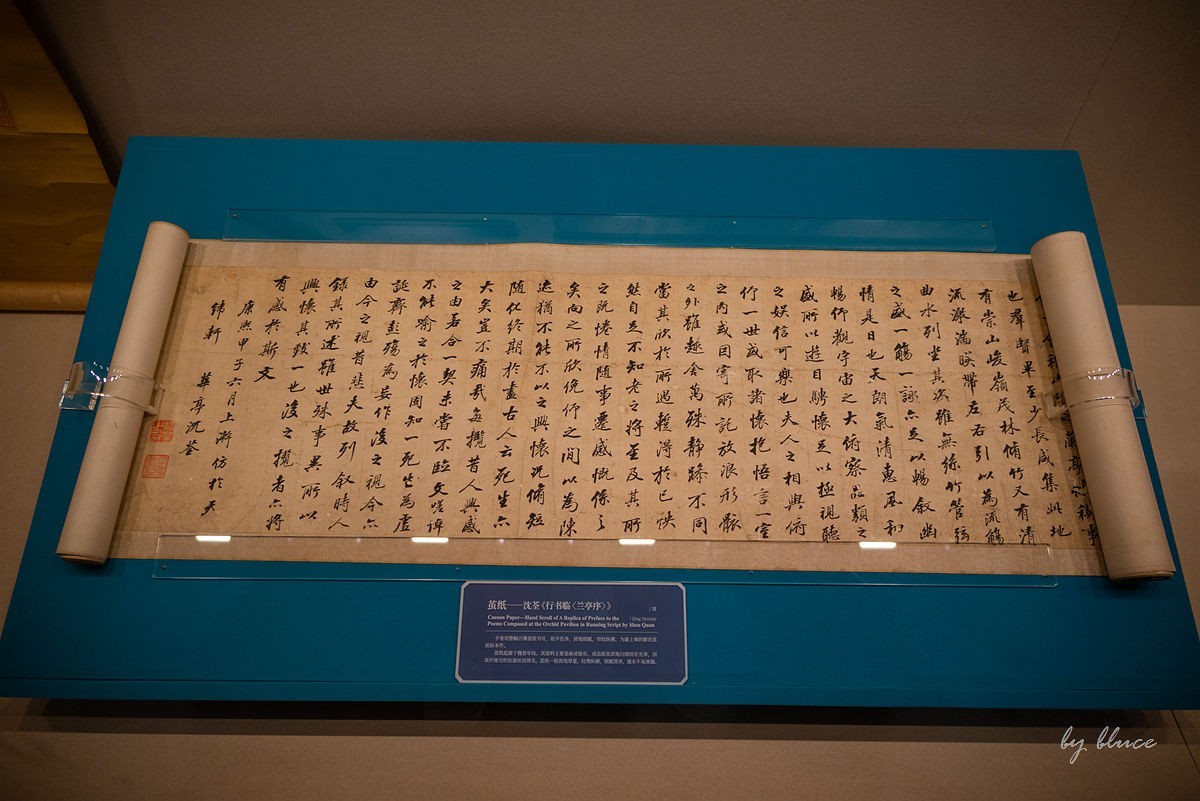 蘭亭
也羣賢畢至少長咸集此地
有崇山峻嶺茂林脩竹又有清
流激湍暎帶左右引以為流觴
曲水列坐其次雖無絲竹管弦
之盛一觴一詠亦足以暢叙幽
情是日也天朗氣清惠風和
暢仰觀宇宙之大俯察品類之
盛所以遊目騁懷足以極視聽
之娛信可樂也夫人之相與俯
仰一世或取諸懷抱悟言一室
之內或因寄所託放浪形骸
之外雖趣舍萬殊靜躁不同
當其欣於所遇暫得於己怏
然自足不知老之將至及其所
之既惓情隨事遷感慨係之
矣向之所欣俛仰之間以為陳
迹猶不能不以之興懷況脩短
隨化終期於盡古人云死生亦
大矣豈不痛哉每攬昔人興感
之由若合一契未嘗不臨文嗟悼
不能喻之於懷固知一死生為虛
誕齊彭殤為妄作後之視今亦
由今之視昔悲夫故列叙時人
錄其所述雖世殊事異所以
興懷其致一也後之攬者亦將
有感於斯文
康熙甲子六月上澣仿於天
緯軒
華亭沈荃
茧纸——沈荃《行书临〈兰亭序〉》 /清
Cocoon Paper—Hand Scroll of A Replica of Preface to the /Qing Dynasty
Poems Composed at the Orchid Pavilion in Running Script by Shen Quan
by bluce